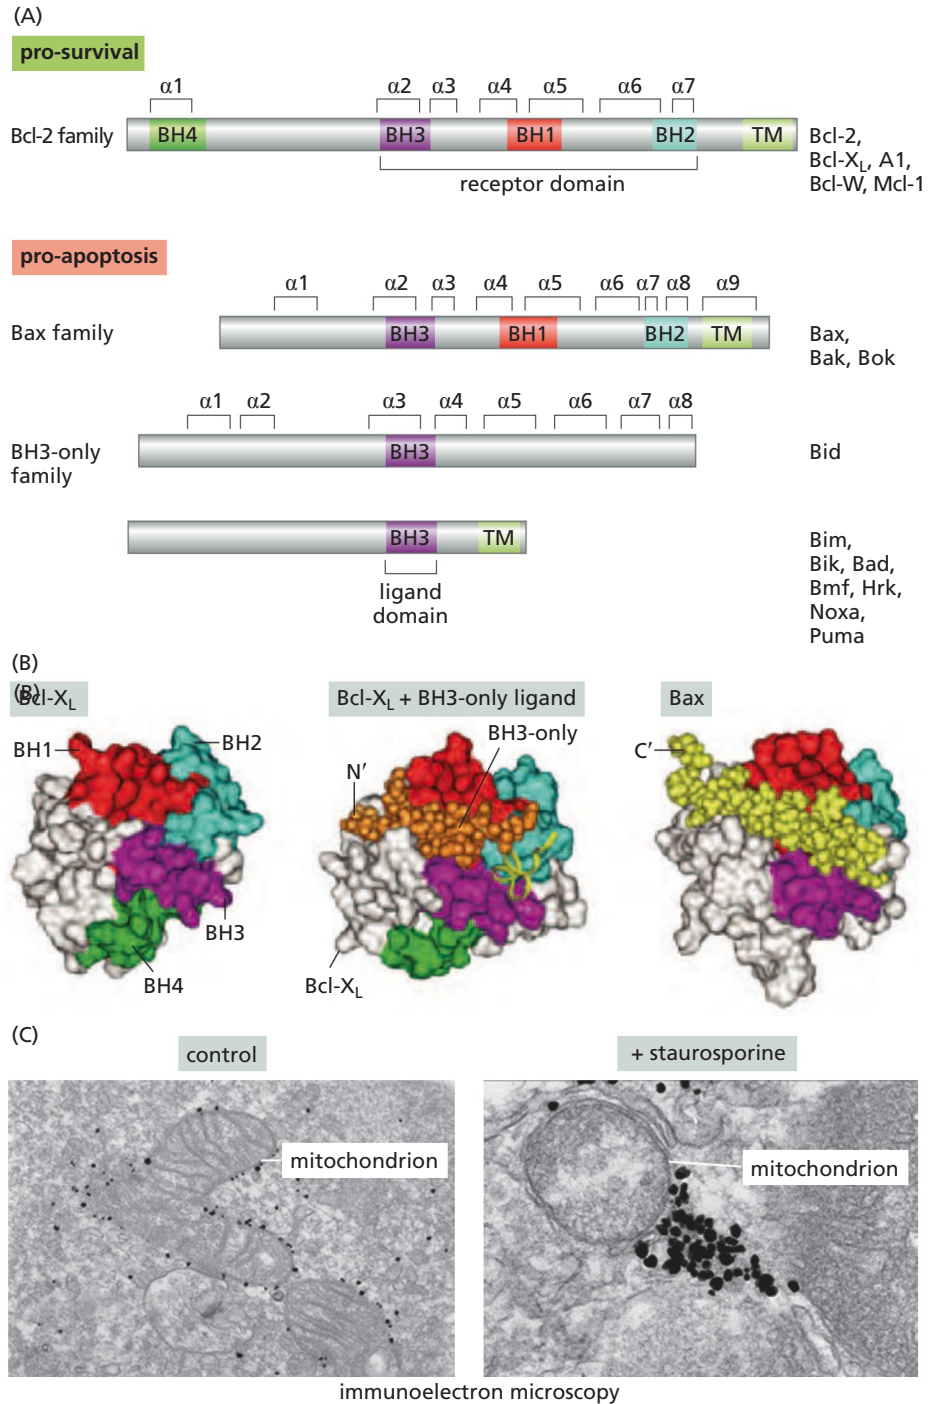 (A)
pro-survival
α1 α2 α3 α4 α5 α6 α7
Bcl-2 family BH4 BH3 BH1 BH2 TM Bcl-2,
Bcl-XL, A1,
Bcl-W, Mcl-1
receptor domain
pro-apoptosis
α1 α2 α3 α4 α5 α6 α7 α8 α9
Bax family BH3 BH1 BH2 TM Bax,
Bak, Bok
α1 α2 α3 α4 α5 α6 α7 α8
BH3-only
family
BH3 Bid
BH3 TM Bim,
Bik, Bad,
Bmf, Hrk,
Noxa,
Puma
ligand
domain
(B)
(B)
Bcl-XL
BH1
BH2
BH3
BH4
Bcl-XL + BH3-only ligand
BH3-only
N′
Bcl-XL
Bax
C′
(C)
control
mitochondrion
+ staurosporine
mitochondrion
immunoelectron microscopy